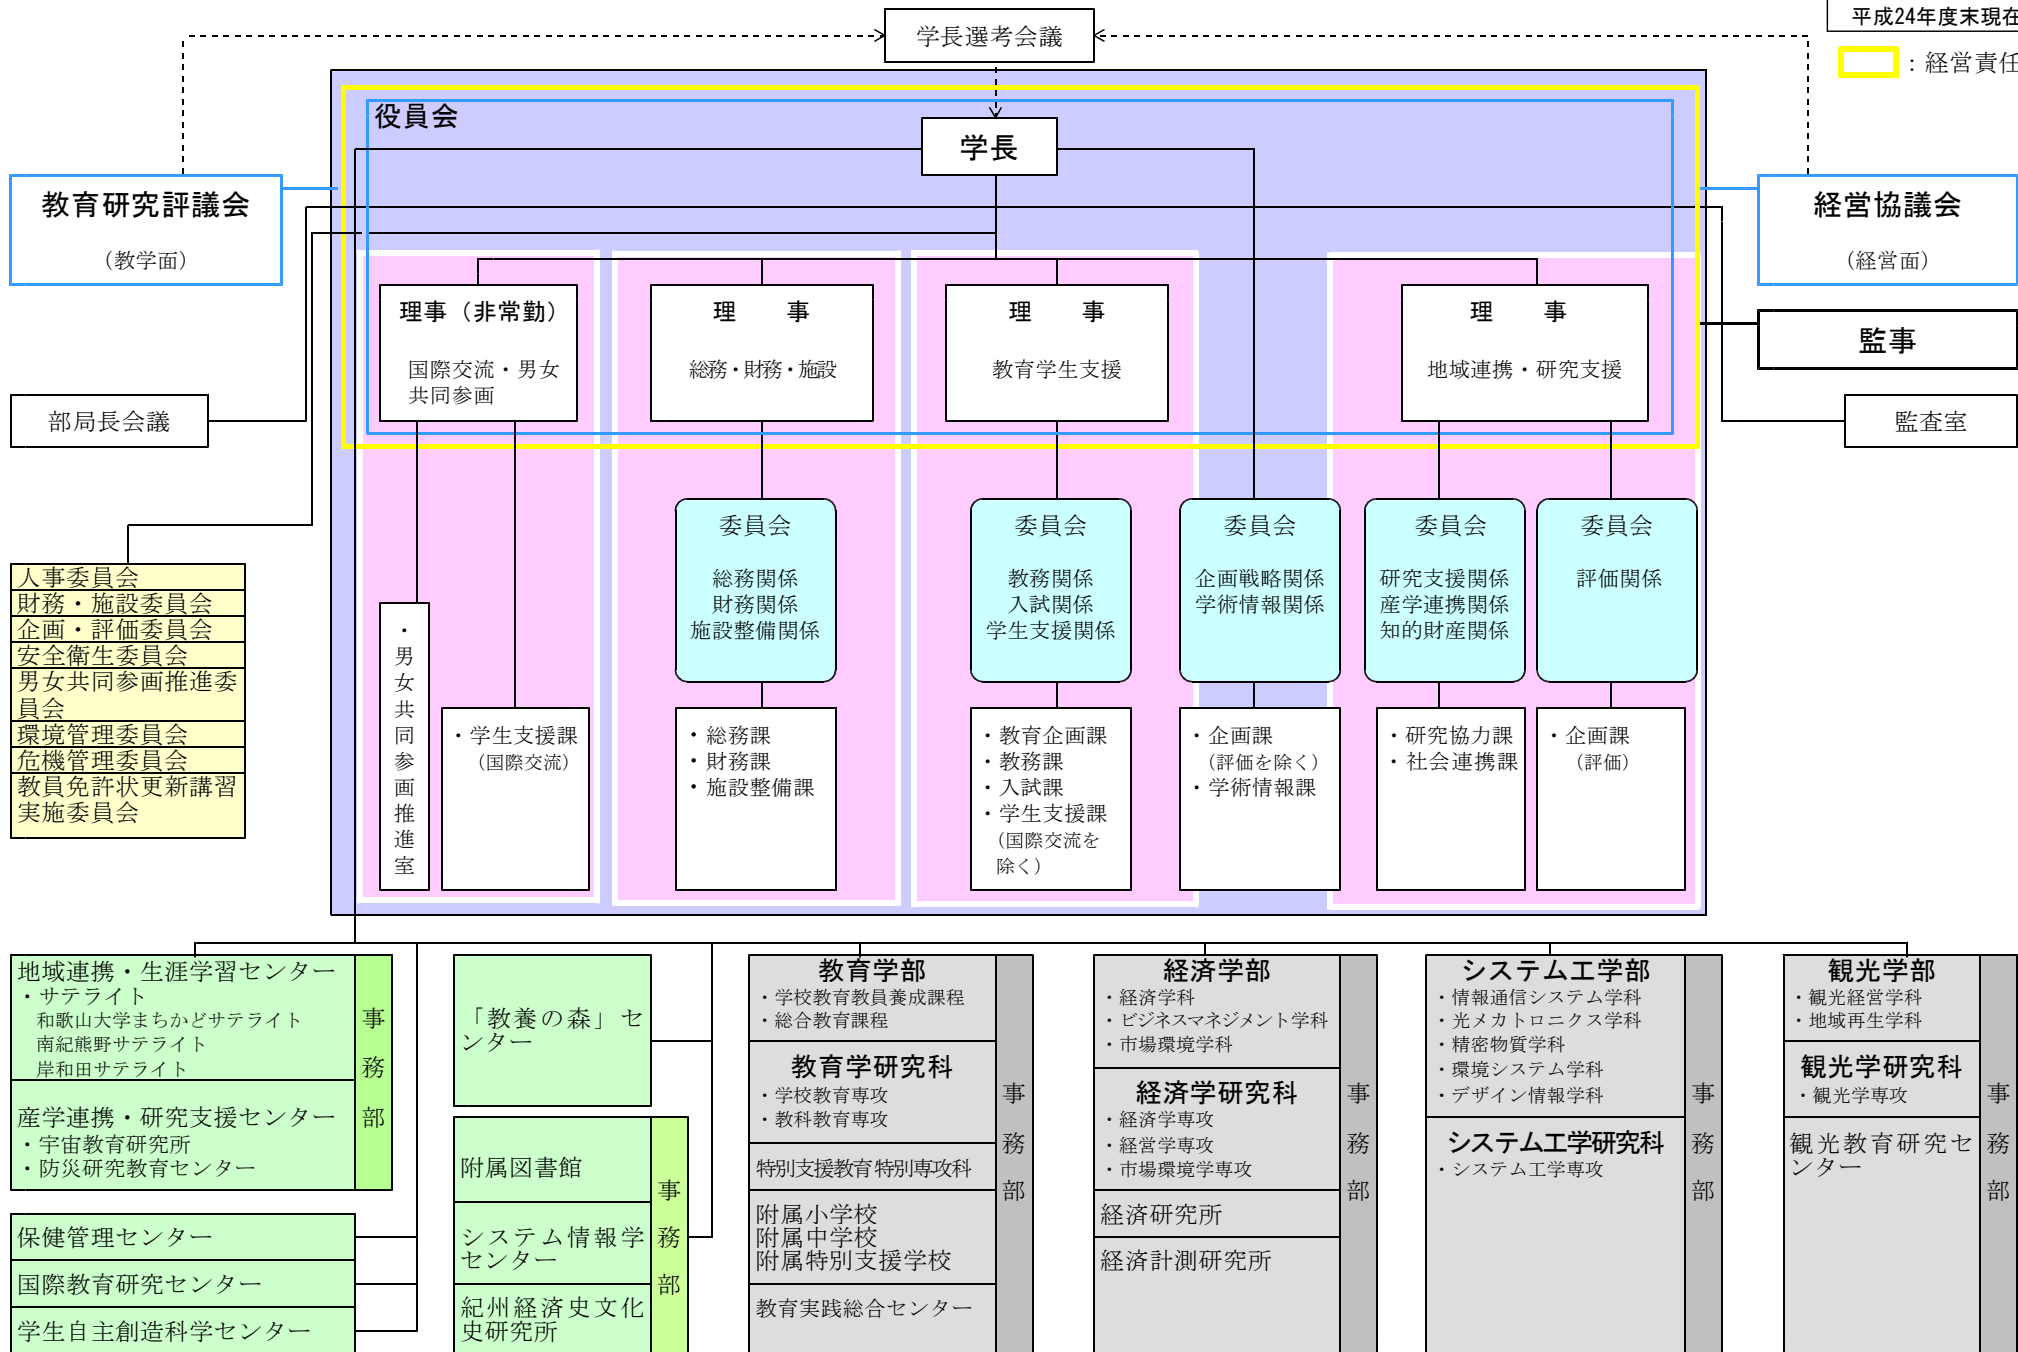 平成24年度末現在
：経営責任
学長選考会議
役員会
学長
教育研究評議会
（教学面）
経営協議会
（経営面）
理事（非常勤）
国際交流・男女
共同参画
理　事
総務・財務・施設
理　事
教育学生支援
理　事
地域連携・研究支援
監事
部局長会議
監査室
委員会
総務関係
財務関係
施設整備関係
委員会
教務関係
入試関係
学生支援関係
委員会
企画戦略関係
学術情報関係
委員会
研究支援関係
産学連携関係
知的財産関係
委員会
評価関係
人事委員会
財務・施設委員会
企画・評価委員会
安全衛生委員会
男女共同参画推進委
員会
環境管理委員会
危機管理委員会
教員免許状更新講習
実施委員会
・男女共同参画推進室
・学生支援課
（国際交流）
・総務課
・財務課
・施設整備課
・教育企画課
・教務課
・入試課
・学生支援課
（国際交流を
除く）
・企画課
（評価を除く）
・学術情報課
・研究協力課
・社会連携課
・企画課
（評価）
地域連携・生涯学習センター
・サテライト
和歌山大学まちかどサテライト
南紀熊野サテライト
岸和田サテライト
産学連携・研究支援センター
・宇宙教育研究所
・防災研究教育センター
事務部
保健管理センター
国際教育研究センター
学生自主創造科学センター
「教養の森」セ
ンター
附属図書館
システム情報学
センター
紀州経済史文化
史研究所
事務部
教育学部
・学校教育教員養成課程
・総合教育課程
教育学研究科
・学校教育専攻
・教科教育専攻
特別支援教育特別専攻科
附属小学校
附属中学校
附属特別支援学校
教育実践総合センター
事務部
経済学部
・経済学科
・ビジネスマネジメント学科
・市場環境学科
経済学研究科
・経済学専攻
・経営学専攻
・市場環境学専攻
経済研究所
経済計測研究所
事務部
システム工学部
・情報通信システム学科
・光メカトロニクス学科
・精密物質学科
・環境システム学科
・デザイン情報学科
システム工学研究科
・システム工学専攻
事務部
観光学部
・観光経営学科
・地域再生学科
観光学研究科
・観光学専攻
観光教育研究セ
ンター
事務部